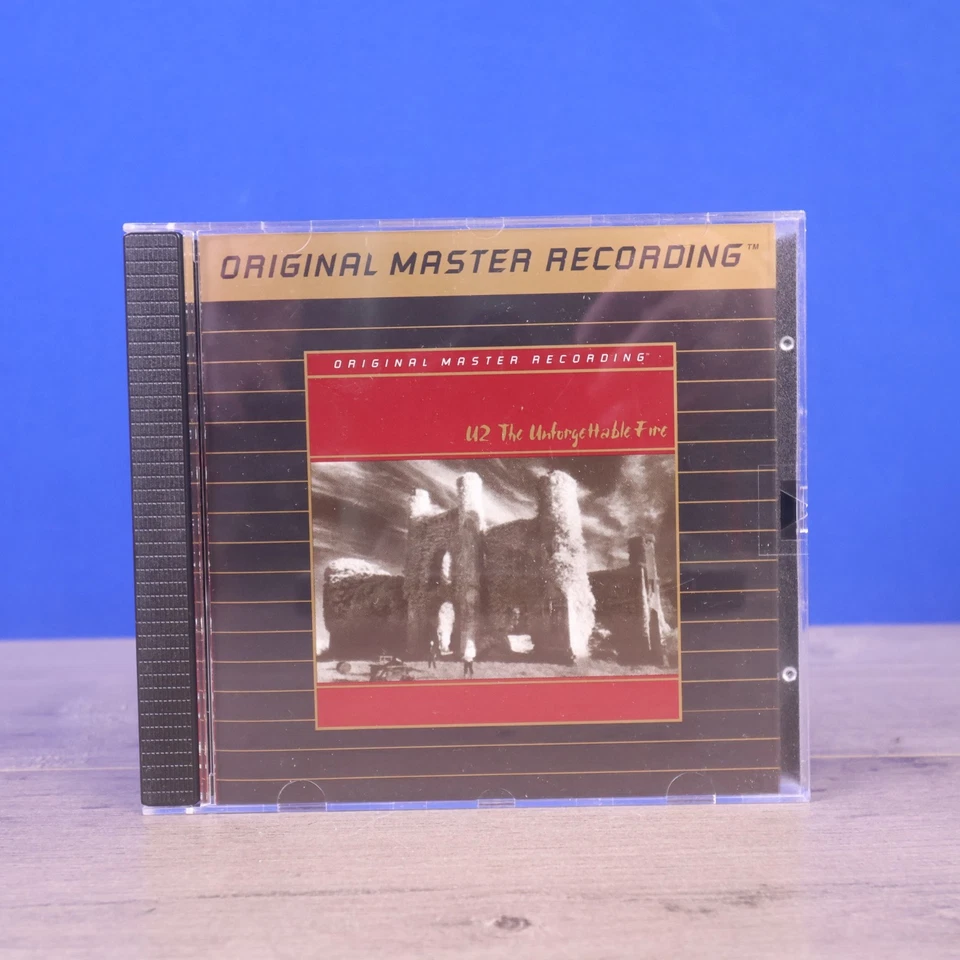 ORIGINAL MASTER RECORDING™
ORIGINAL MASTER RECORDING™
U2 The Unforgettable Fire